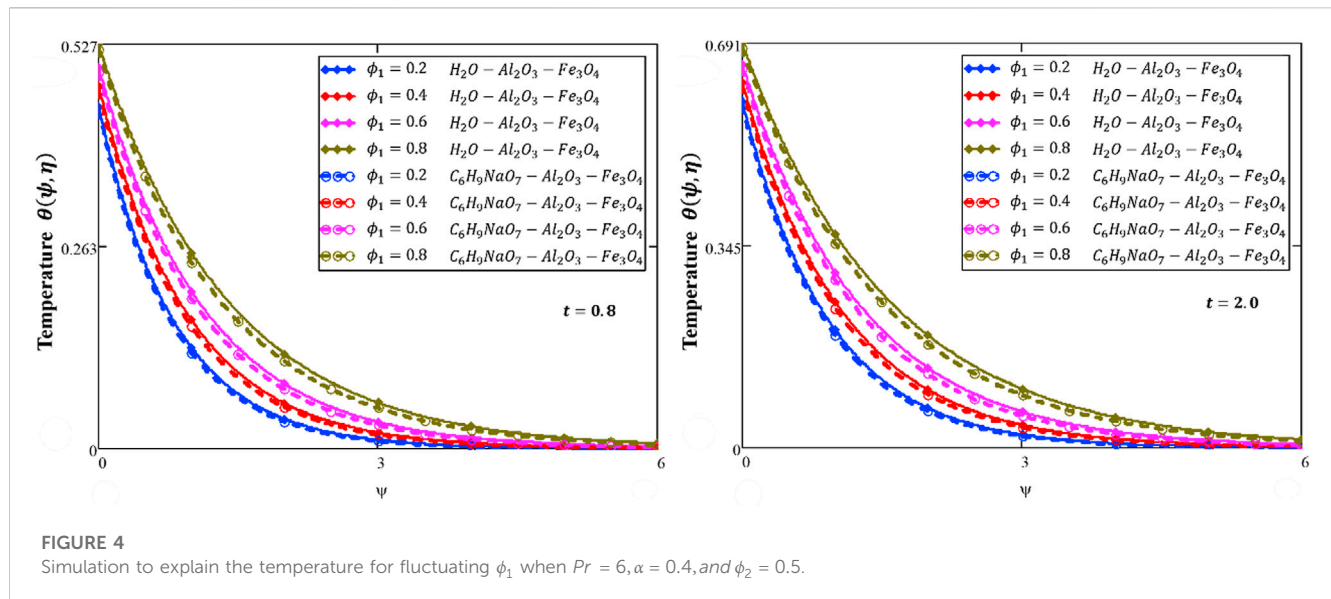 0.527
ϕ₁ = 0.2 H₂O − Al₂O₃ − Fe₃O₄
ϕ₁ = 0.4 H₂O − Al₂O₃ − Fe₃O₄
ϕ₁ = 0.6 H₂O − Al₂O₃ − Fe₃O₄
ϕ₁ = 0.8 H₂O − Al₂O₃ − Fe₃O₄
ϕ₁ = 0.2 C₆H₉NaO₇ − Al₂O₃ − Fe₃O₄
ϕ₁ = 0.4 C₆H₉NaO₇ − Al₂O₃ − Fe₃O₄
ϕ₁ = 0.6 C₆H₉NaO₇ − Al₂O₃ − Fe₃O₄
ϕ₁ = 0.8 C₆H₉NaO₇ − Al₂O₃ − Fe₃O₄
Temperature θ(ψ, η)
0.263
t = 0.8
0
0 3 6
ψ
0.691
ϕ₁ = 0.2 H₂O − Al₂O₃ − Fe₃O₄
ϕ₁ = 0.4 H₂O − Al₂O₃ − Fe₃O₄
ϕ₁ = 0.6 H₂O − Al₂O₃ − Fe₃O₄
ϕ₁ = 0.8 H₂O − Al₂O₃ − Fe₃O₄
ϕ₁ = 0.2 C₆H₉NaO₇ − Al₂O₃ − Fe₃O₄
ϕ₁ = 0.4 C₆H₉NaO₇ − Al₂O₃ − Fe₃O₄
ϕ₁ = 0.6 C₆H₉NaO₇ − Al₂O₃ − Fe₃O₄
ϕ₁ = 0.8 C₆H₉NaO₇ − Al₂O₃ − Fe₃O₄
Temperature θ(ψ, η)
0.345
t = 2.0
0
0 3 6
ψ
FIGURE 4
Simulation to explain the temperature for fluctuating ϕ₁ when Pr = 6, α = 0.4, and ϕ₂ = 0.5.